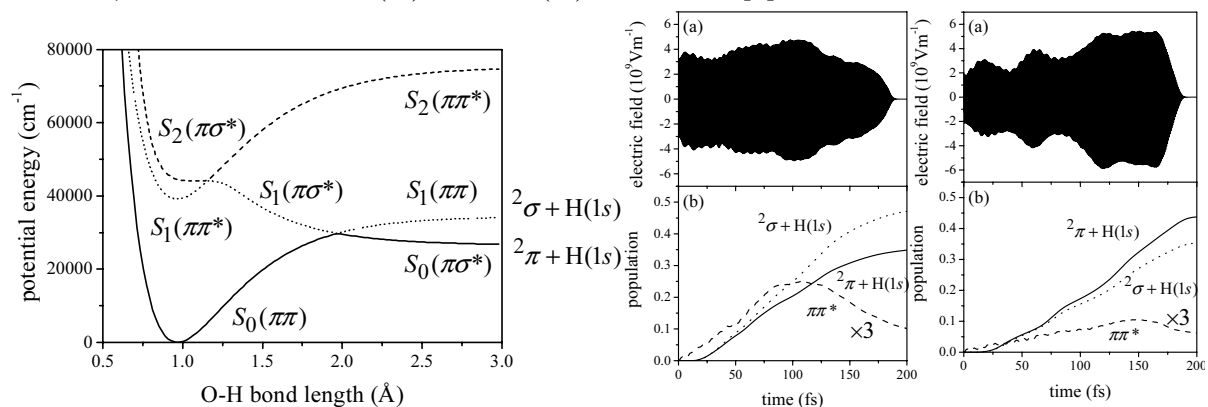 80000
60000
40000
20000
0
potential energy (cm⁻¹)
0.5 1.0 1.5 2.0 2.5 3.0
O-H bond length (Å)
S₂(πσ*)
S₂(ππ*)
S₁(πσ*)
S₁(ππ)
S₁(ππ*)
S₀(πσ*)
S₀(ππ)
²σ + H(1s)
²π + H(1s)
(a)
6
4
2
0
-2
-4
-6
electric field (10⁹Vm⁻¹)
(b)
0.5
0.4
0.3
0.2
0.1
0.0
population
²σ + H(1s)
²π + H(1s)
ππ*
×3
0 50 100 150 200
time (fs)
(a)
6
4
2
0
-2
-4
-6
electric field (10⁹Vm⁻¹)
(b)
0.5
0.4
0.3
0.2
0.1
0.0
population
²π + H(1s)
²σ + H(1s)
×3
ππ*
0 50 100 150 200
time (fs)